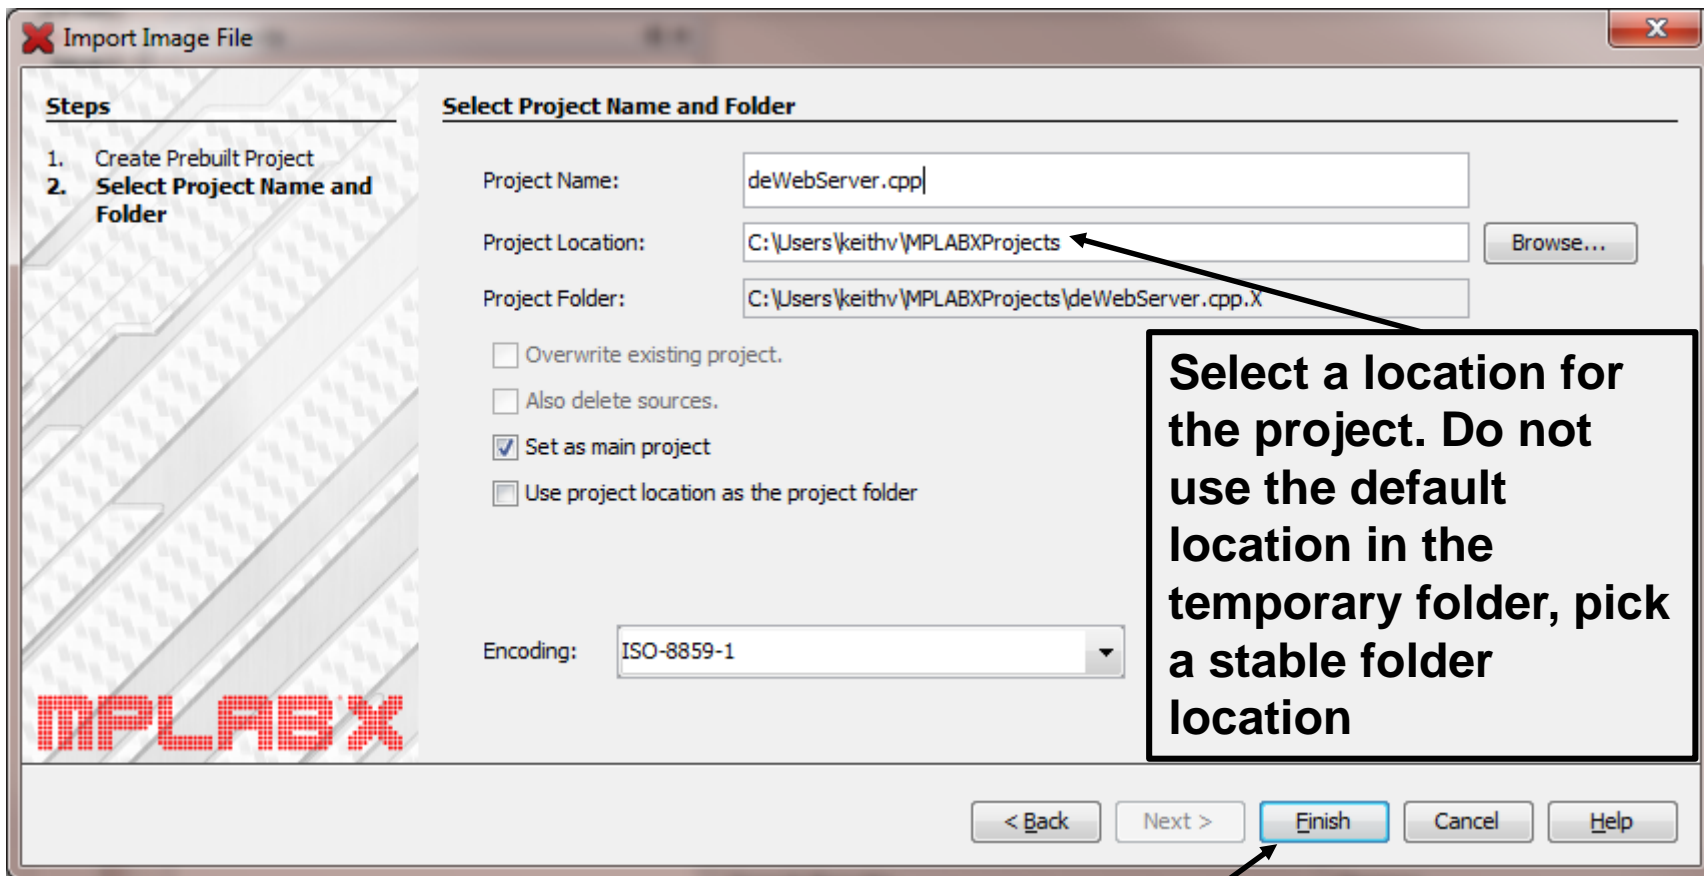 Import Image File
Steps
1. Create Prebuilt Project
2. Select Project Name and
Folder
Select Project Name and Folder
Project Name: deWebServer.cpp
Project Location: C:\Users\keithv\MPLABXProjects Browse...
Project Folder: C:\Users\keithv\MPLABXProjects\deWebServer.cpp.X
Overwrite existing project.
Also delete sources.
Set as main project
Use project location as the project folder
Encoding: ISO-8859-1
Select a location for
the project. Do not
use the default
location in the
temporary folder, pick
a stable folder
location
MPLAB X
< Back Next > Finish Cancel Help